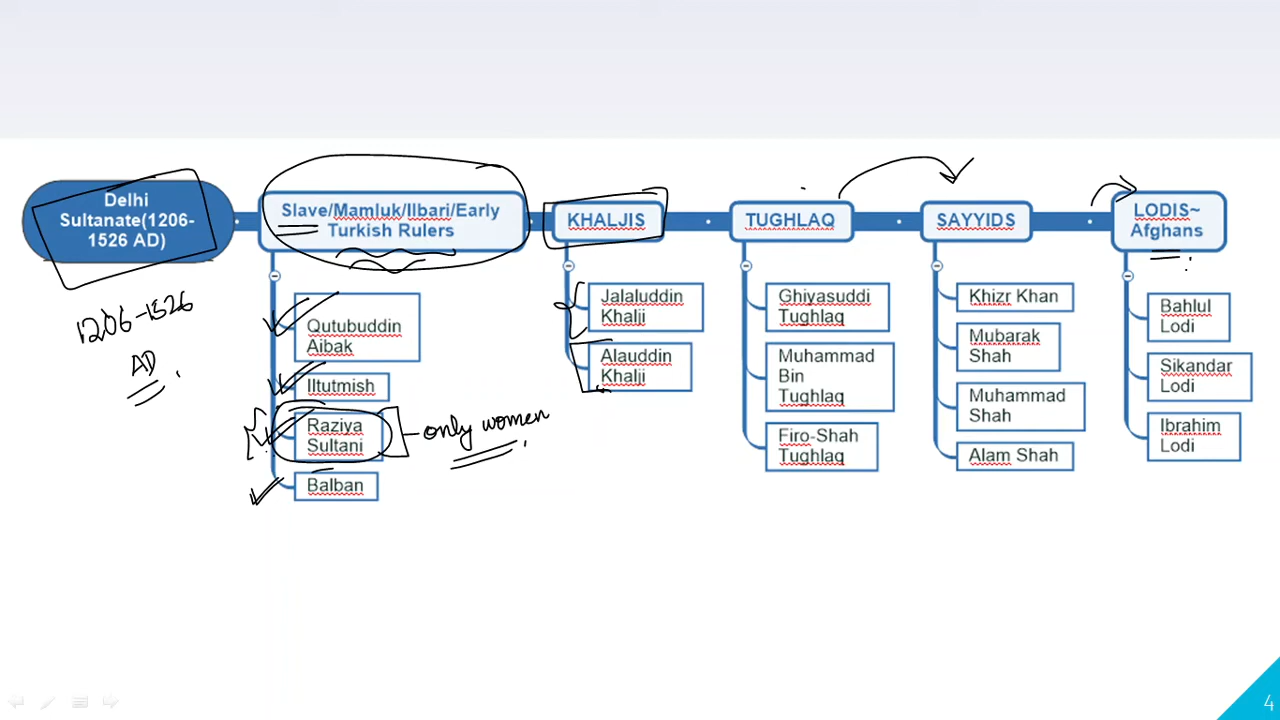 Delhi
Sultanate(1206-
1526 AD)
1206-1526
AD
Slave/Mamluk/Ilbari/Early
Turkish Rulers
Qutubuddin
Aibak
Iltutmish
Raziya
Sultani
only women
Balban
KHALJIS
Jalaluddin
Khalji
Alauddin
Khalji
TUGHLAQ
Ghiyasuddi
Tughlaq
Muhammad
Bin
Tughlaq
Firo-Shah
Tughlaq
SAYYIDS
Khizr Khan
Mubarak
Shah
Muhammad
Shah
Alam Shah
LODIS~
Afghans
Bahlul
Lodi
Sikandar
Lodi
Ibrahim
Lodi
4